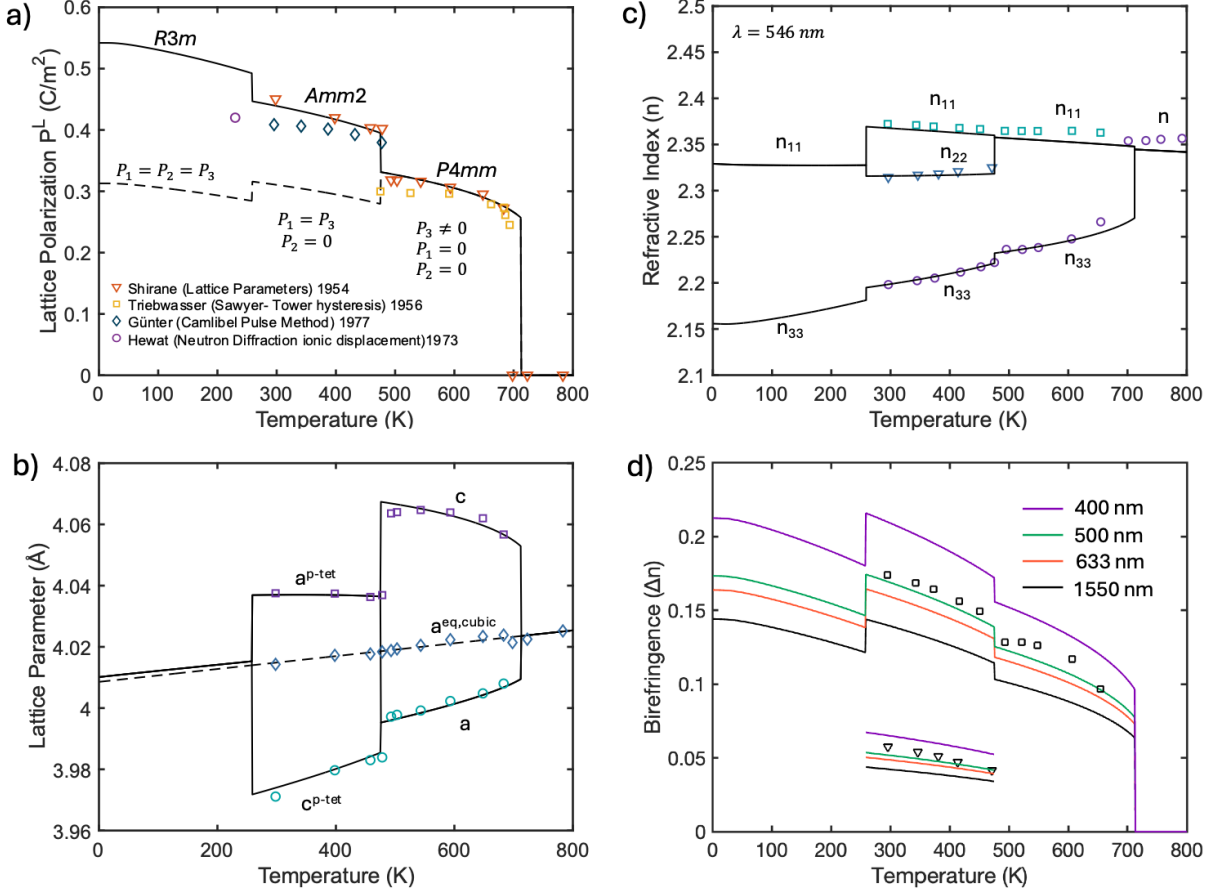 a)
Lattice Polarization P^L (C/m²)
0.6
0.5
0.4
0.3
0.2
0.1
0
R3m
Amm2
P4mm
P₁ = P₂ = P₃
P₁ = P₃
P₂ = 0
P₃ ≠ 0
P₁ = 0
P₂ = 0
Shirane (Lattice Parameters) 1954
Triebwasser (Sawyer- Tower hysteresis) 1956
Günter (Camlibel Pulse Method) 1977
Hewat (Neutron Diffraction ionic displacement)1973
0 100 200 300 400 500 600 700 800
Temperature (K)
c)
Refractive Index (n)
2.5
2.45
2.4
2.35
2.3
2.25
2.2
2.15
2.1
λ = 546 nm
n₁₁
n₁₁
n₁₁
n
n₂₂
n₃₃
n₃₃
n₃₃
0 100 200 300 400 500 600 700 800
Temperature (K)
b)
Lattice Parameter (Å)
4.08
4.06
4.04
4.02
4
3.98
3.96
c
a^p-tet
a^eq,cubic
a
c^p-tet
0 200 400 600 800
Temperature (K)
d)
Birefringence (Δn)
0.25
0.2
0.15
0.1
0.05
0
400 nm
500 nm
633 nm
1550 nm
0 100 200 300 400 500 600 700 800
Temperature (K)